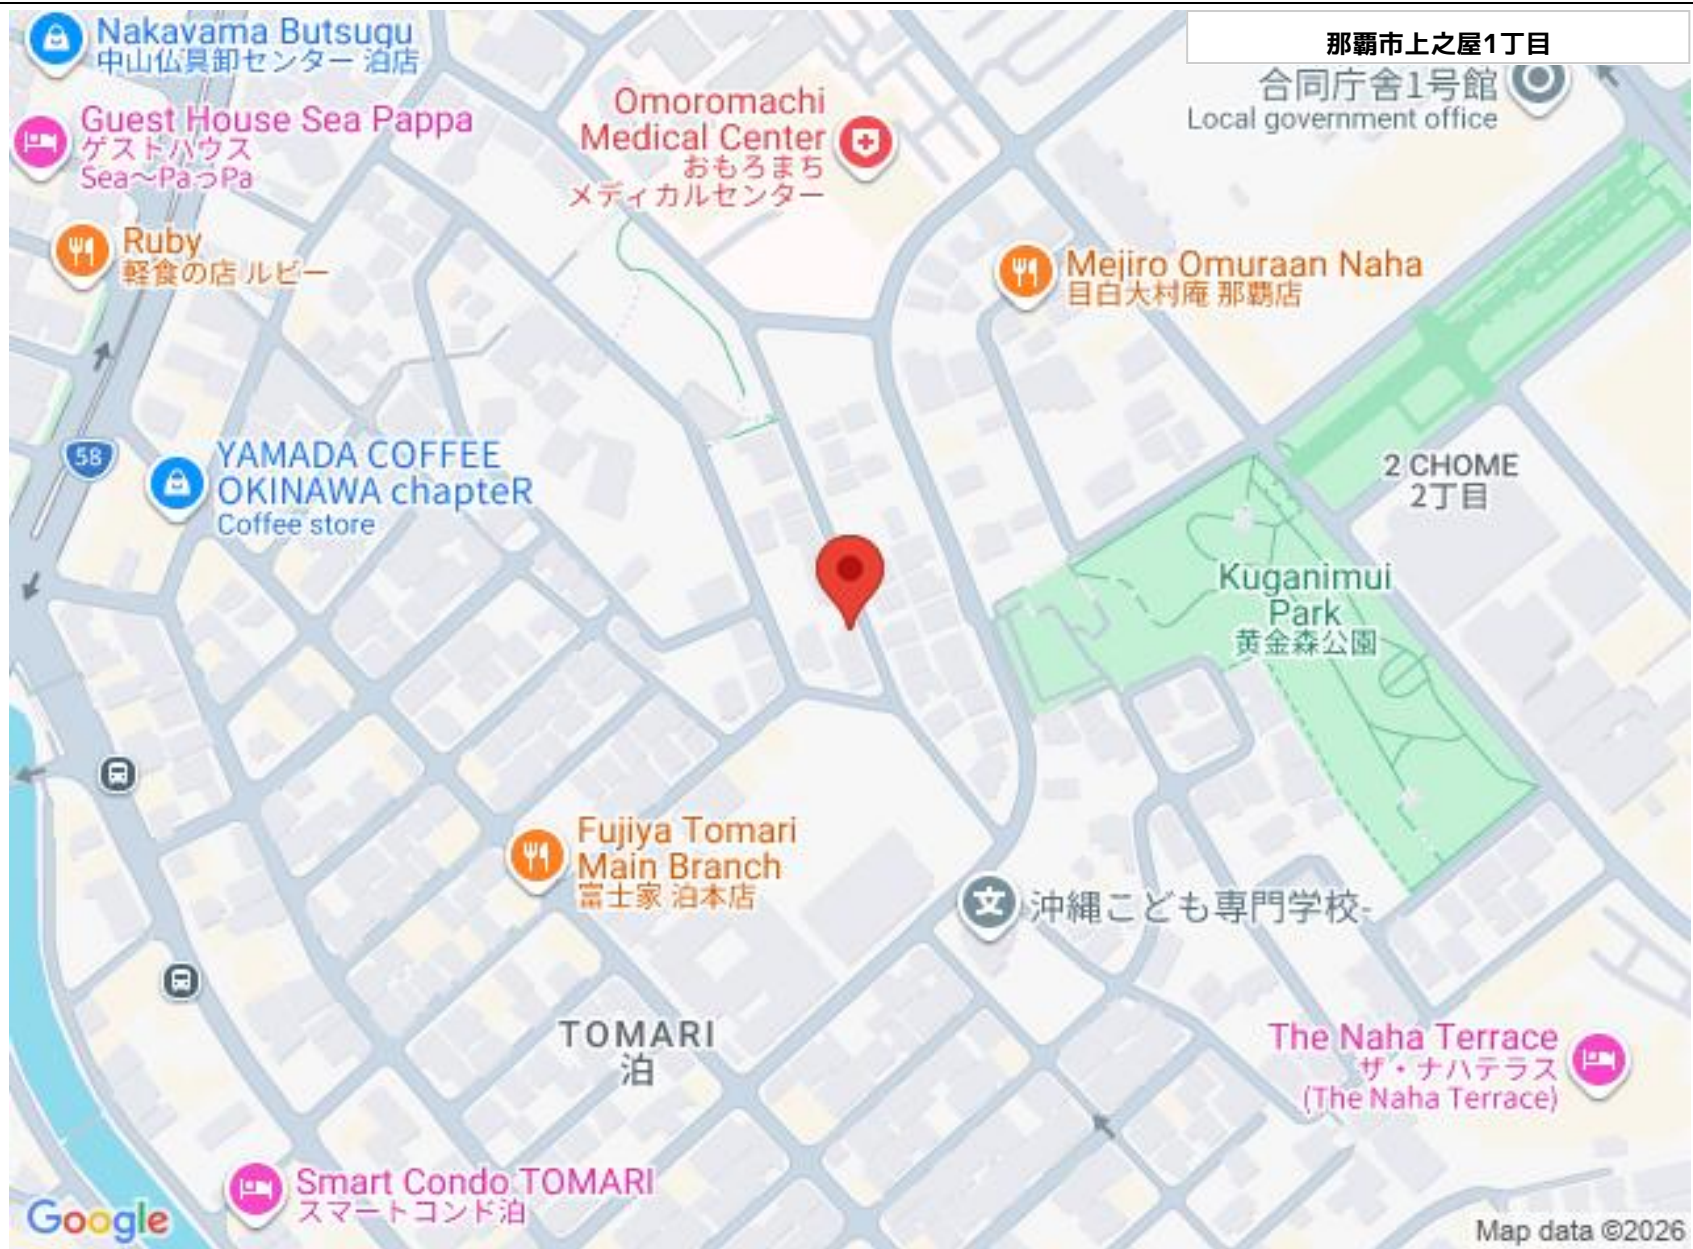 Nakavama Butsugu
中山仏具卸センター 泊店
那覇市上之屋1丁目
合同庁舎1号館
Local government office
Guest House Sea Pappa
ゲストハウス
Sea〜PaっPa
Omoromachi
Medical Center
おもろまち
メディカルセンター
Ruby
軽食の店 ルビー
Mejiro Omuraan Naha
目白大村庵 那覇店
58
YAMADA COFFEE
OKINAWA chapteR
Coffee store
2 CHOME
2丁目
Kuganimui
Park
黄金森公園
Fujiya Tomari
Main Branch
富士家 泊本店
文
沖縄こども専門学校-
TOMARI
泊
The Naha Terrace
ザ・ナハテラス
(The Naha Terrace)
Smart Condo TOMARI
スマートコンド泊
Google
Map data ©2026